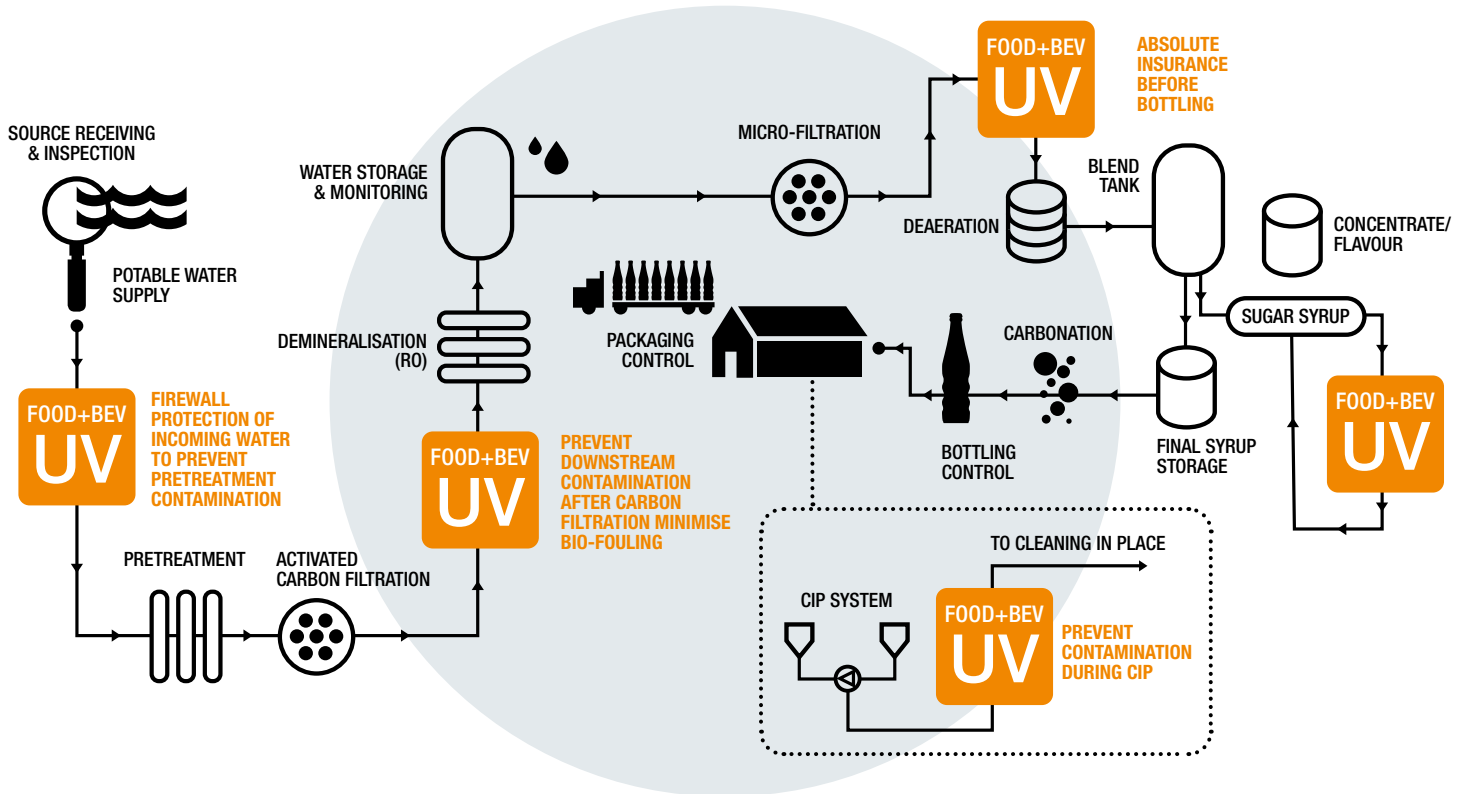 SOURCE RECEIVING
& INSPECTION
POTABLE WATER
SUPPLY
FOOD+BEV
UV
FIREWALL
PROTECTION OF
INCOMING WATER
TO PREVENT
PRETREATMENT
CONTAMINATION
PRETREATMENT
ACTIVATED
CARBON FILTRATION
FOOD+BEV
UV
PREVENT
DOWNSTREAM
CONTAMINATION
AFTER CARBON
FILTRATION MINIMISE
BIO-FOULING
DEMINERALISATION
(RO)
WATER STORAGE
& MONITORING
MICRO-FILTRATION
FOOD+BEV
UV
ABSOLUTE
INSURANCE
BEFORE
BOTTLING
DEAERATION
BLEND
TANK
CONCENTRATE/
FLAVOUR
SUGAR SYRUP
FOOD+BEV
UV
FINAL SYRUP
STORAGE
CARBONATION
BOTTLING
CONTROL
PACKAGING
CONTROL
TO CLEANING IN PLACE
CIP SYSTEM
FOOD+BEV
UV
PREVENT
CONTAMINATION
DURING CIP